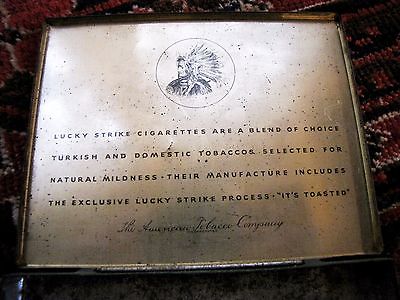 LUCKY STRIKE CIGARETTES ARE A BLEND OF CHOICE
TURKISH AND DOMESTIC TOBACCOS, SELECTED FOR
NATURAL MILDNESS - THEIR MANUFACTURE INCLUDES
THE EXCLUSIVE LUCKY STRIKE PROCESS - "IT'S TOASTED"
The American Tobacco Company